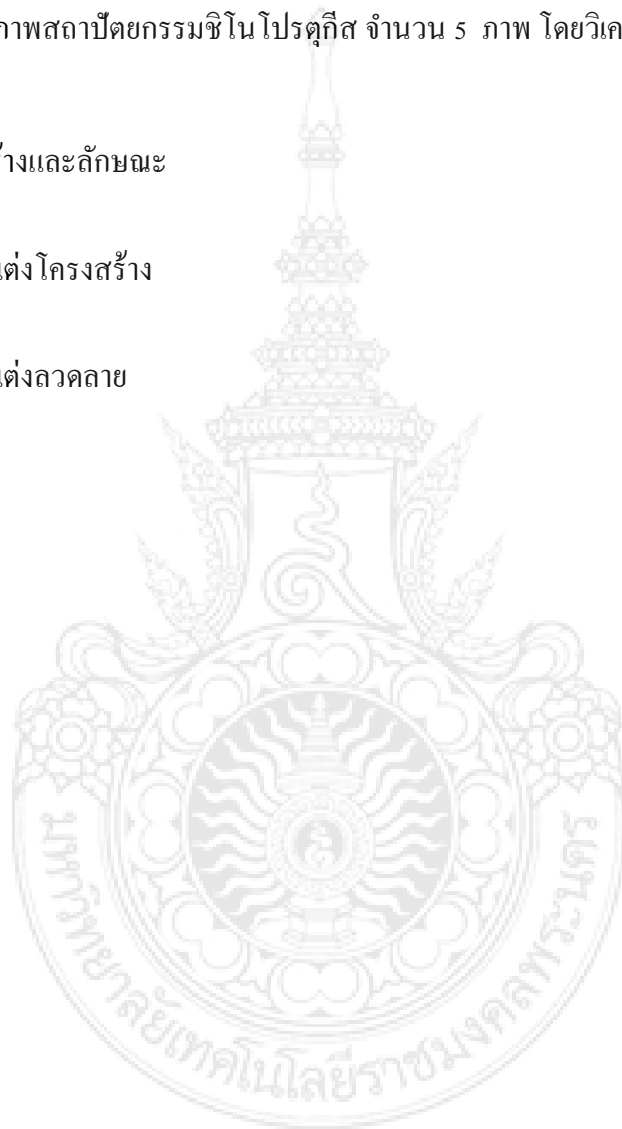 ภาพสถาปัตยกรรมชิโนโปรตุกีส จำนวน 5 ภาพ โดยวิเค
างและลักษณะ
แต่งโครงสร้าง
แต่งลวดลาย
มหาวิทยาลัยเทคโนโลยีราชมงคลพระนคร